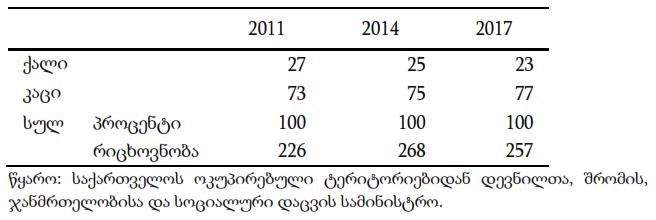 2011 2014 2017
ქალი 27 25 23
კაცი 73 75 77
სულ პროცენტი 100 100 100
რიცხოვნობა 226 268 257
წყარო: საქართველოს ოკუპირებული ტერიტორიებიდან დევნილთა, შრომის,
ჯანმრთელობისა და სოციალური დაცვის სამინისტრო.